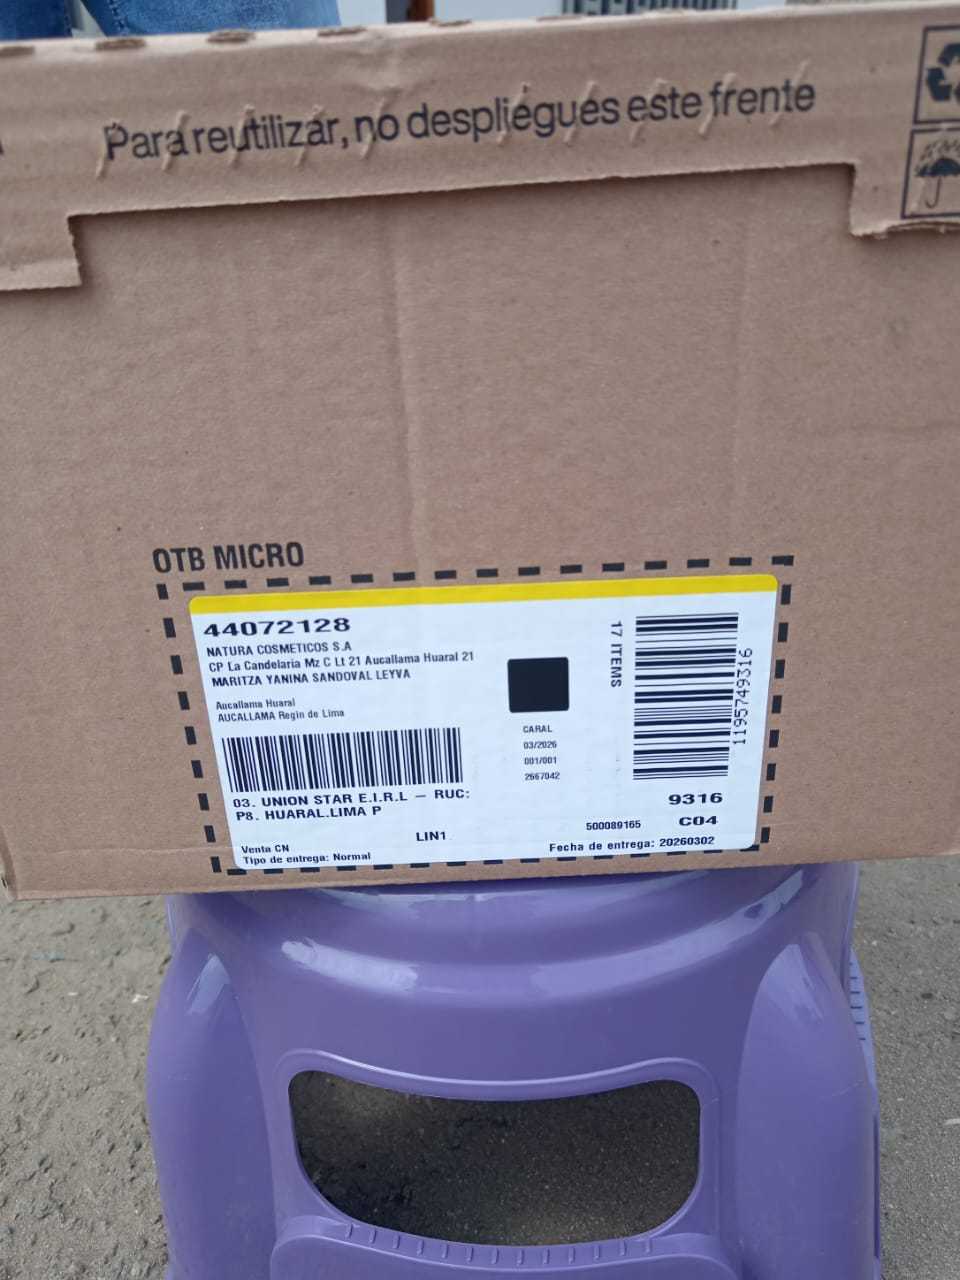 Para reutilizar, no despliegues este frente
OTB MICRO
44072128
NATURA COSMETICOS S.A
CP La Candelaria Mz C Lt 21 Aucallama Huaral 21
MARITZA YANINA SANDOVAL LEYVA
Aucallama Huaral
AUCALLAMA Regin de Lima
03. UNION STAR E.I.R.L – RUC:
P8. HUARAL.LIMA P
LIN1
Venta CN
Tipo de entrega: Normal
CARAL
03/2026
001/001
2667042
17 ITEMS
1195749316
9316
500089165
C04
Fecha de entrega: 20260302